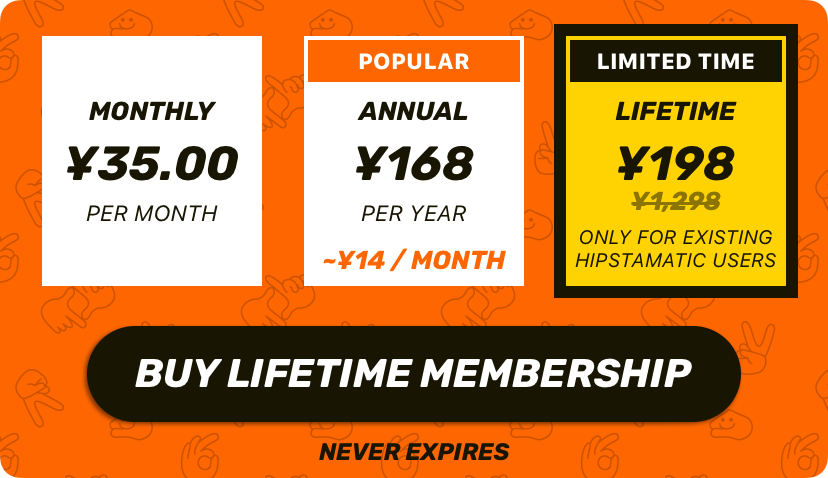 MONTHLY
¥35.00
PER MONTH
POPULAR
ANNUAL
¥168
PER YEAR
~¥14 / MONTH
LIMITED TIME
LIFETIME
¥198
¥1,298
ONLY FOR EXISTING
HIPSTAMATIC USERS
BUY LIFETIME MEMBERSHIP
NEVER EXPIRES